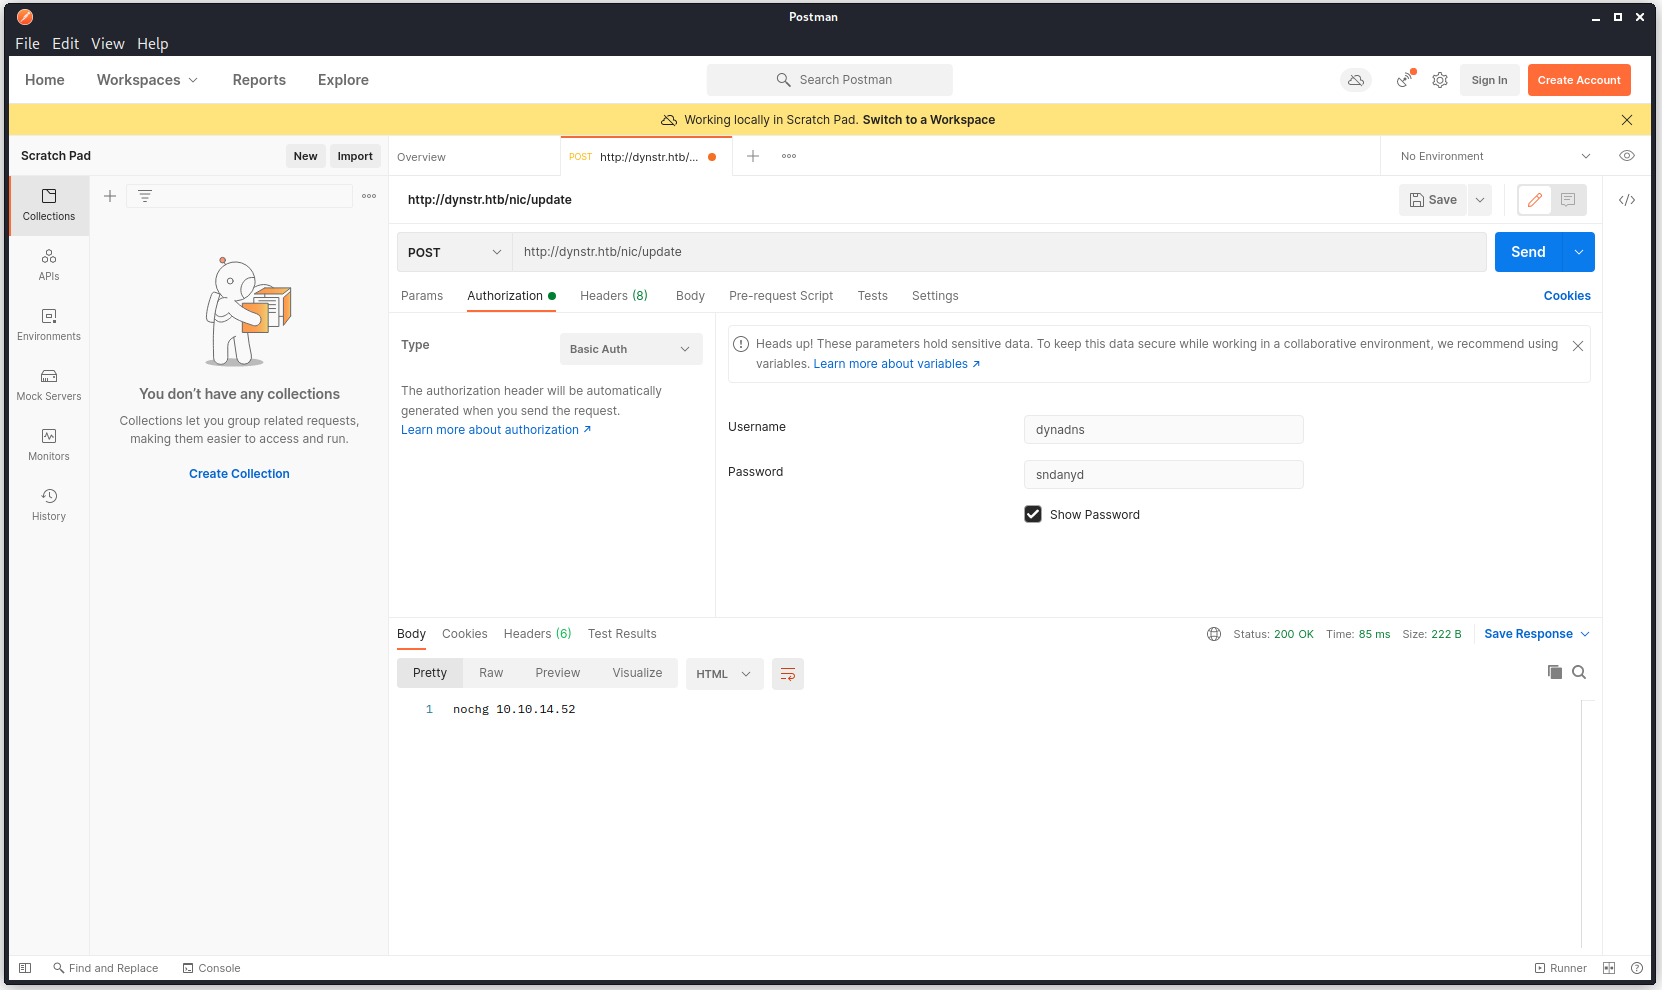 Postman
File Edit View Help
Home Workspaces Reports Explore Search Postman Sign In Create Account
Working locally in Scratch Pad. Switch to a Workspace
Scratch Pad New Import Overview POST http://dynstr.htb/... No Environment
Collections
http://dynstr.htb/nic/update Save
POST http://dynstr.htb/nic/update Send
APIs
Params Authorization Headers (8) Body Pre-request Script Tests Settings Cookies
Environments
Type Basic Auth
Heads up! These parameters hold sensitive data. To keep this data secure while working in a collaborative environment, we recommend using
variables. Learn more about variables ↗
The authorization header will be automatically
generated when you send the request.
Learn more about authorization ↗
Mock Servers
You don't have any collections
Collections let you group related requests,
making them easier to access and run.
Create Collection
Monitors
History
Username dynadns
Password sndanyd
Show Password
Body Cookies Headers (6) Test Results Status: 200 OK Time: 85 ms Size: 222 B Save Response
Pretty Raw Preview Visualize HTML
1 nochg 10.10.14.52
Find and Replace Console Runner